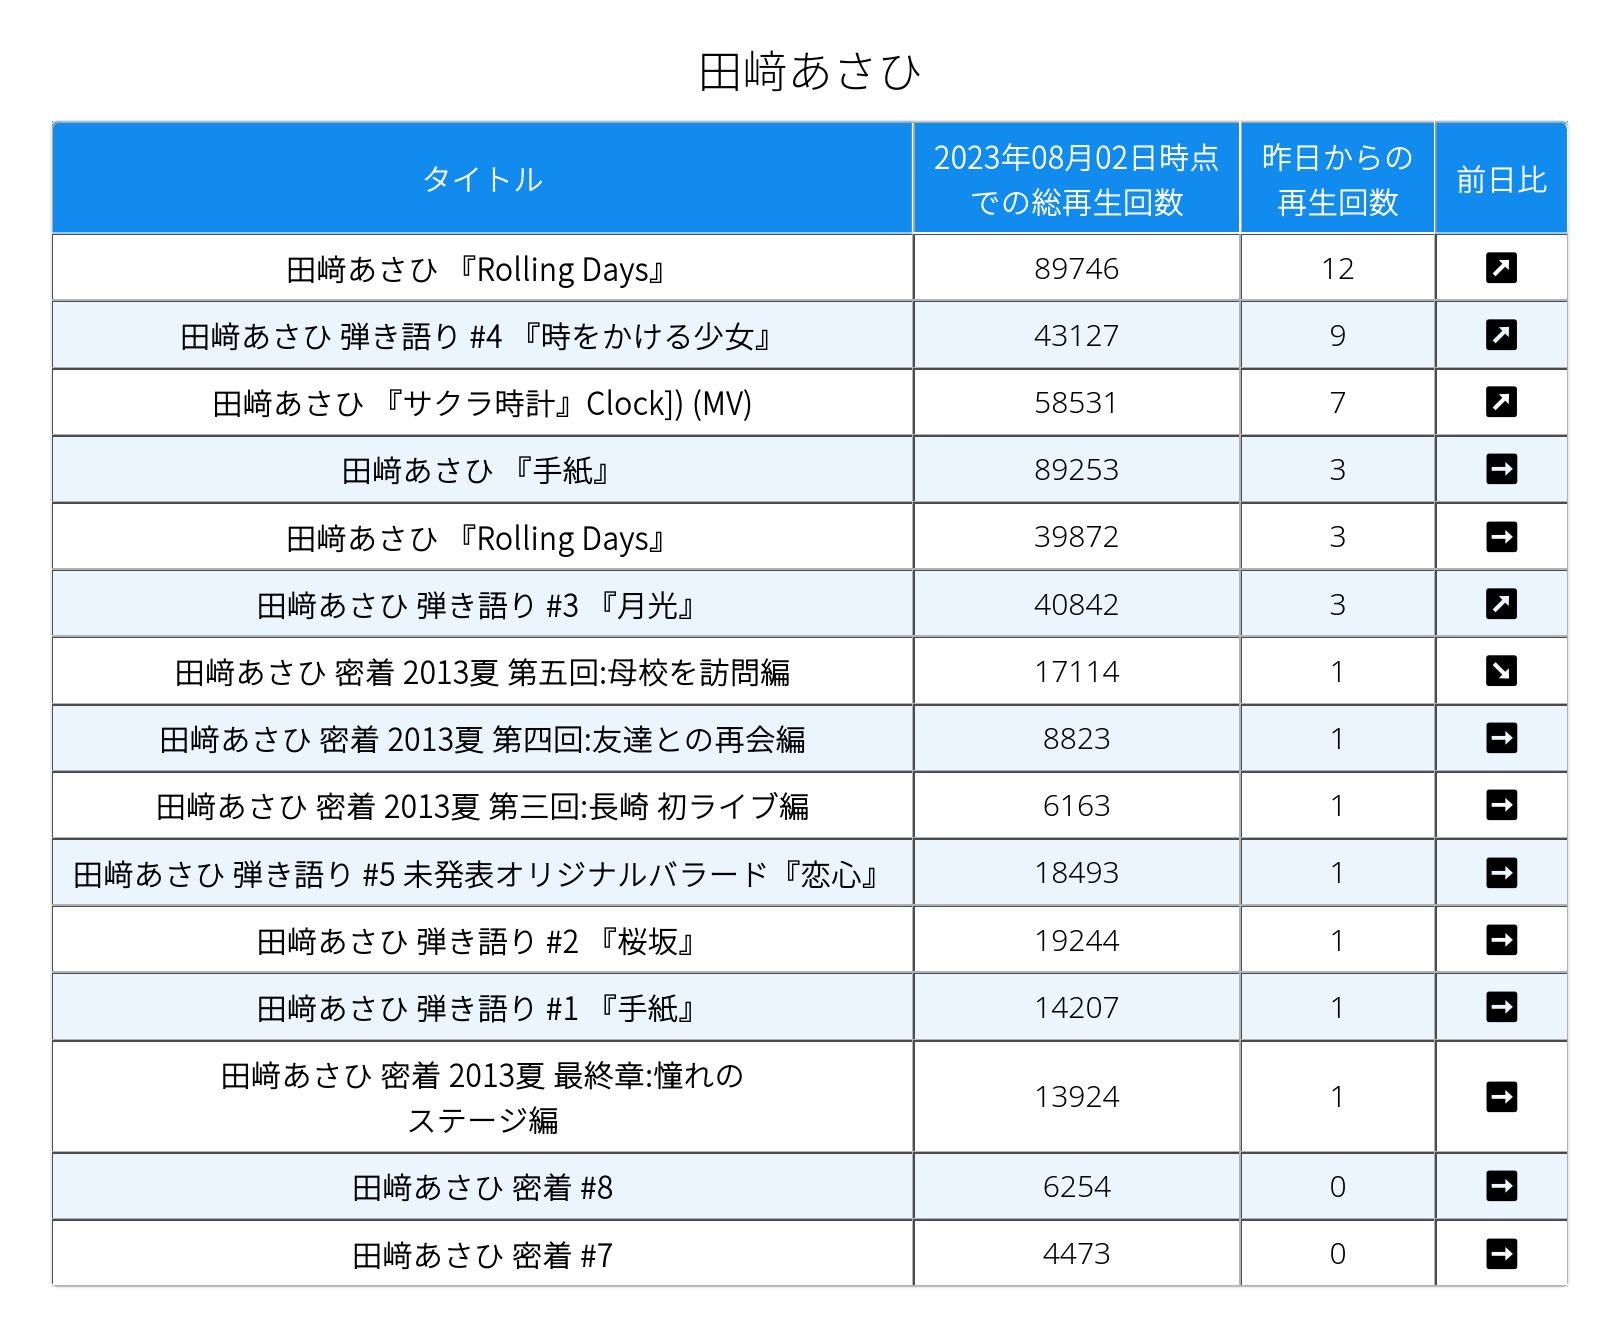 田﨑あさひ
タイトル 2023年08月02日時点 昨日からの 前日比
での総再生回数 再生回数
田﨑あさひ 『Rolling Days』 89746 12
田﨑あさひ 弾き語り #4 『時をかける少女』 43127 9
田﨑あさひ 『サクラ時計』Clock]) (MV) 58531 7
田﨑あさひ 『手紙』 89253 3
田﨑あさひ 『Rolling Days』 39872 3
田﨑あさひ 弾き語り #3 『月光』 40842 3
田﨑あさひ 密着 2013夏 第五回:母校を訪問編 17114 1
田﨑あさひ 密着 2013夏 第四回:友達との再会編 8823 1
田﨑あさひ 密着 2013夏 第三回:長崎 初ライブ編 6163 1
田﨑あさひ 弾き語り #5 未発表オリジナルバラード『恋心』 18493 1
田﨑あさひ 弾き語り #2 『桜坂』 19244 1
田﨑あさひ 弾き語り #1 『手紙』 14207 1
田﨑あさひ 密着 2013夏 最終章:憧れの
ステージ編 13924 1
田﨑あさひ 密着 #8 6254 0
田﨑あさひ 密着 #7 4473 0